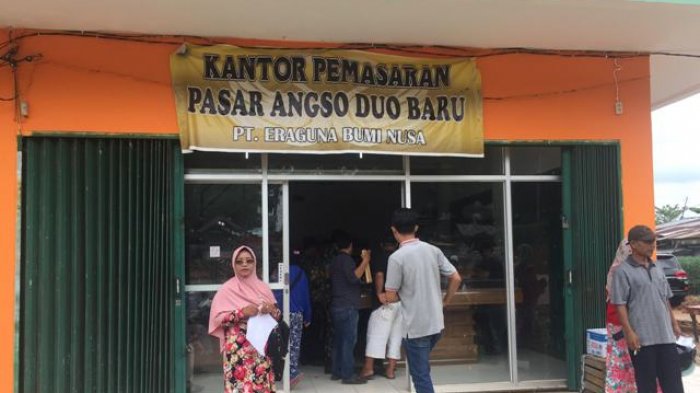 KANTOR PEMASARAN
PASAR ANGSO DUO BARU
PT. ERAGUNA BUMI NUSA